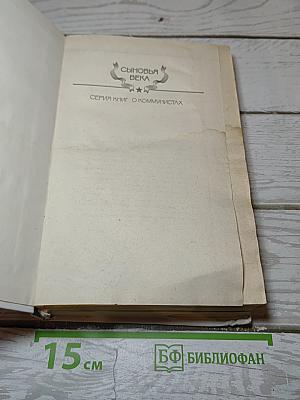 СЫНОВЬЯ
ВЕКА
СЕРИЯ КНИГ О КОММУНИСТАХ
15 см
БФ БИБЛИОФАН